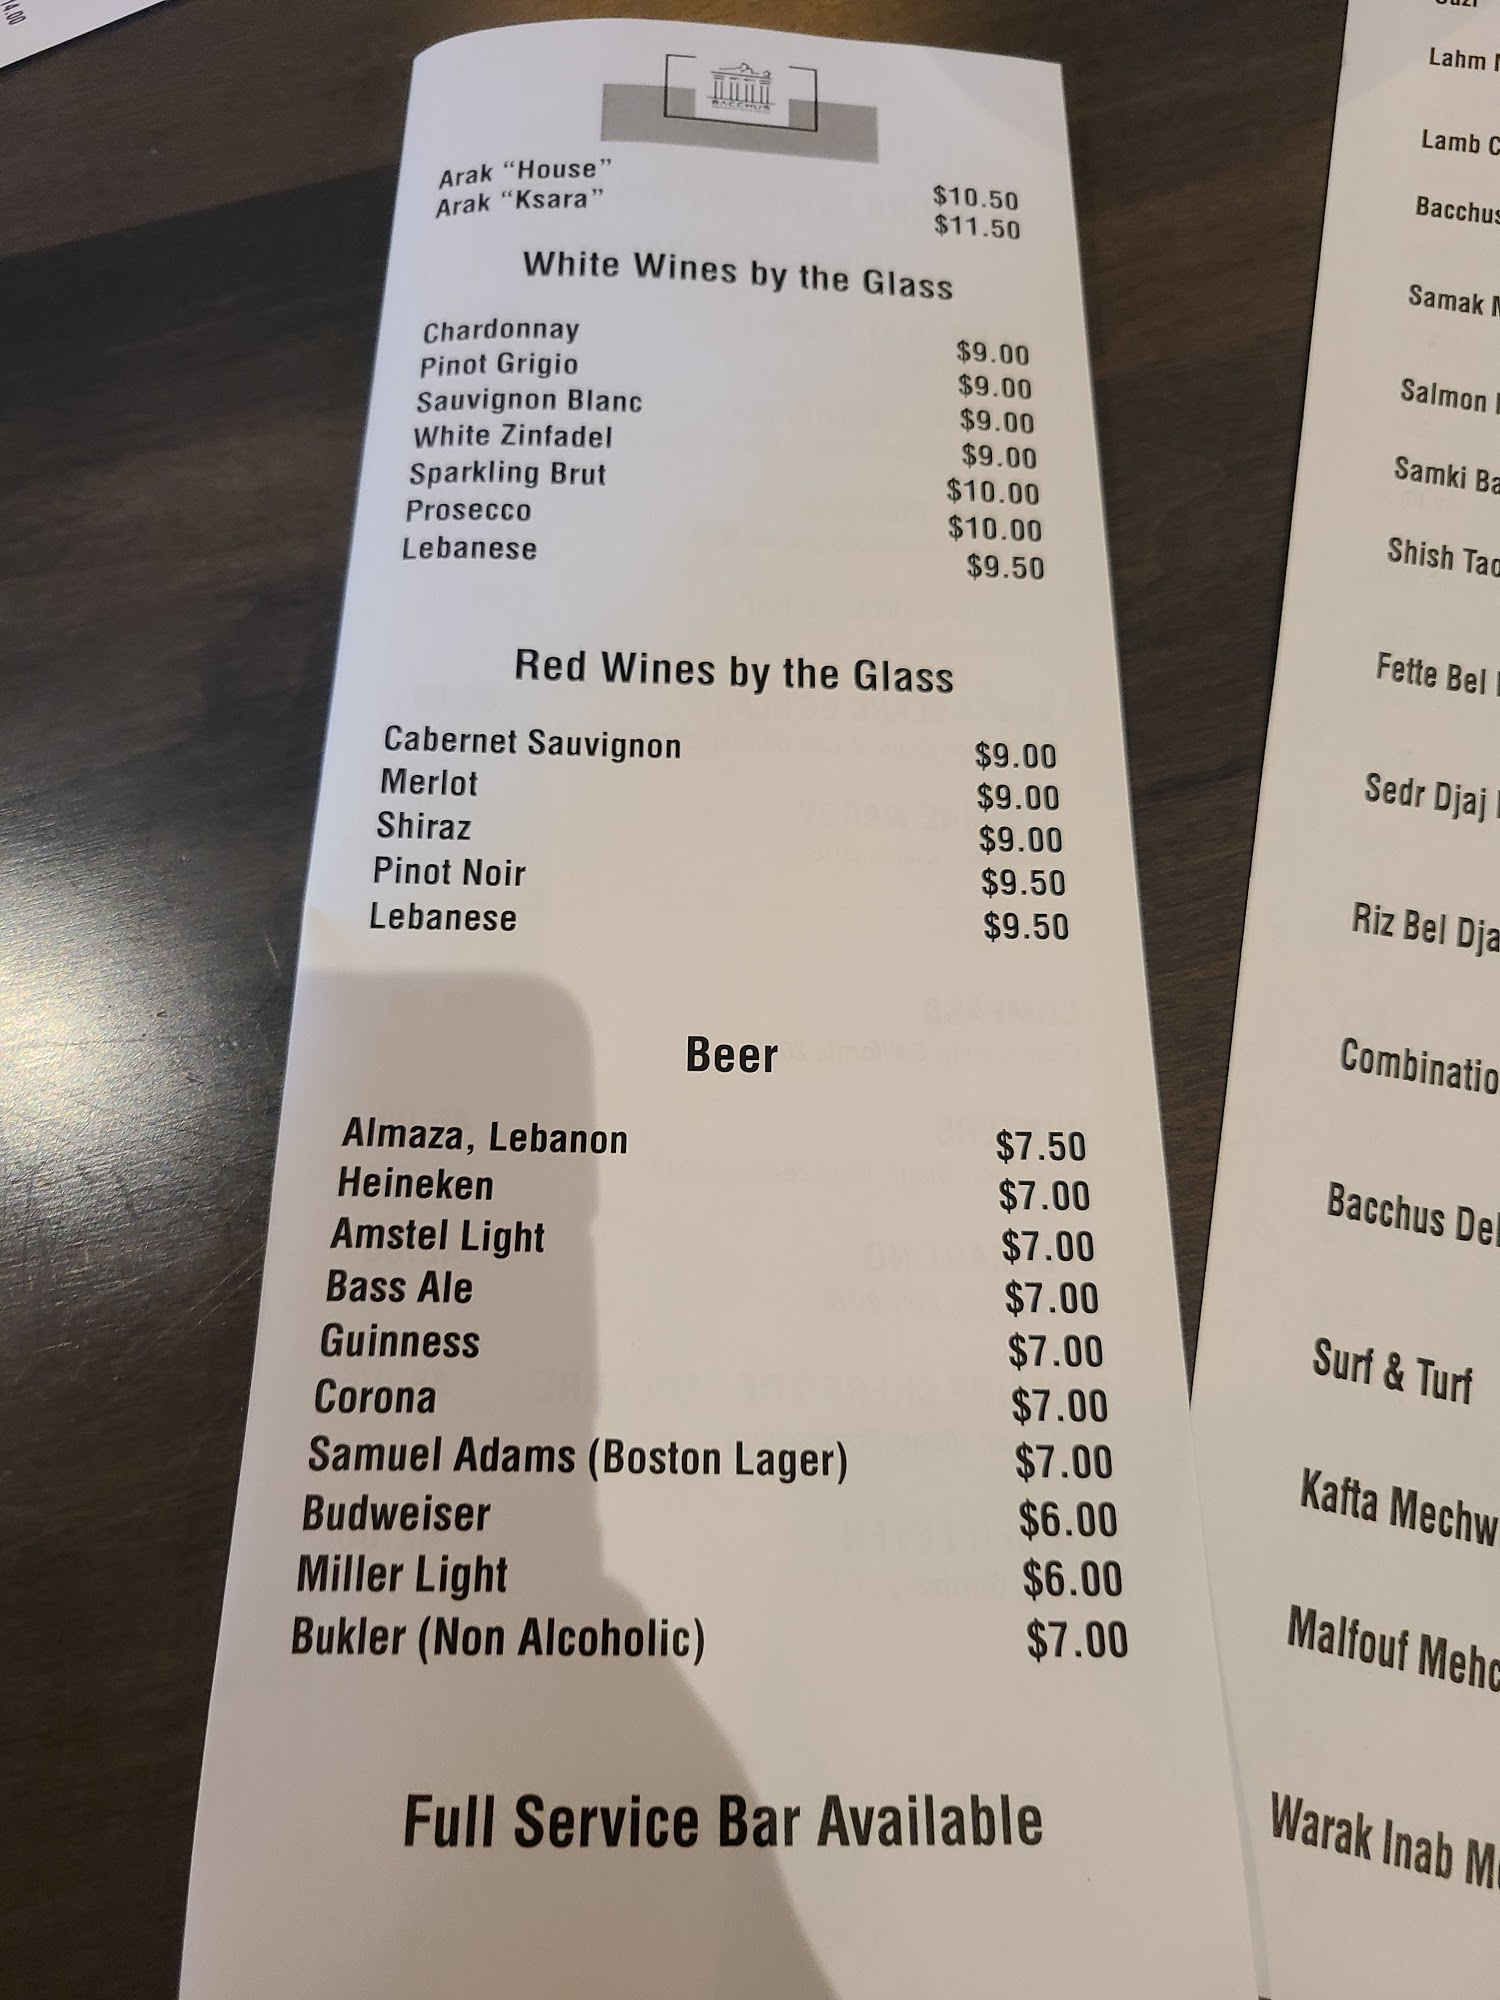 14.00
BACCHUS
Arak “House” $10.50
Arak “Ksara” $11.50
White Wines by the Glass
Chardonnay $9.00
Pinot Grigio $9.00
Sauvignon Blanc $9.00
White Zinfadel $9.00
Sparkling Brut $10.00
Prosecco $10.00
Lebanese $9.50
Red Wines by the Glass
Cabernet Sauvignon $9.00
Merlot $9.00
Shiraz $9.00
Pinot Noir $9.50
Lebanese $9.50
Beer
Almaza, Lebanon $7.50
Heineken $7.00
Amstel Light $7.00
Bass Ale $7.00
Guinness $7.00
Corona $7.00
Samuel Adams (Boston Lager) $7.00
Budweiser $6.00
Miller Light $6.00
Bukler (Non Alcoholic) $7.00
Full Service Bar Available
Lahm
Lamb
Bacchus
Samak
Salmon
Samki
Shish
Fette Bel
Sedr Djaj
Riz Bel
Bacchus
Surf & Turf
Kafta
Malfouf
Warak Inab